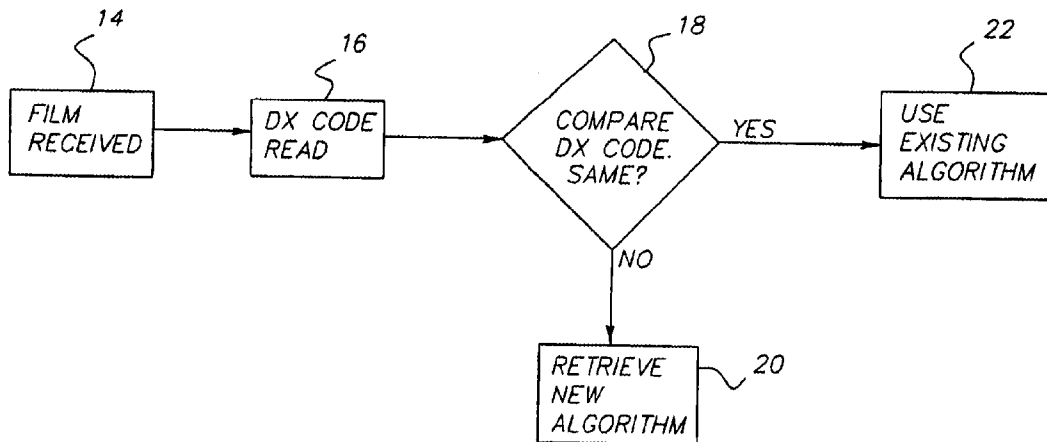 14
FILM
RECEIVED
16
DX CODE
READ
18
COMPARE
DX CODE.
SAME?
YES
22
USE
EXISTING
ALGORITHM
NO
20
RETRIEVE
NEW
ALGORITHM